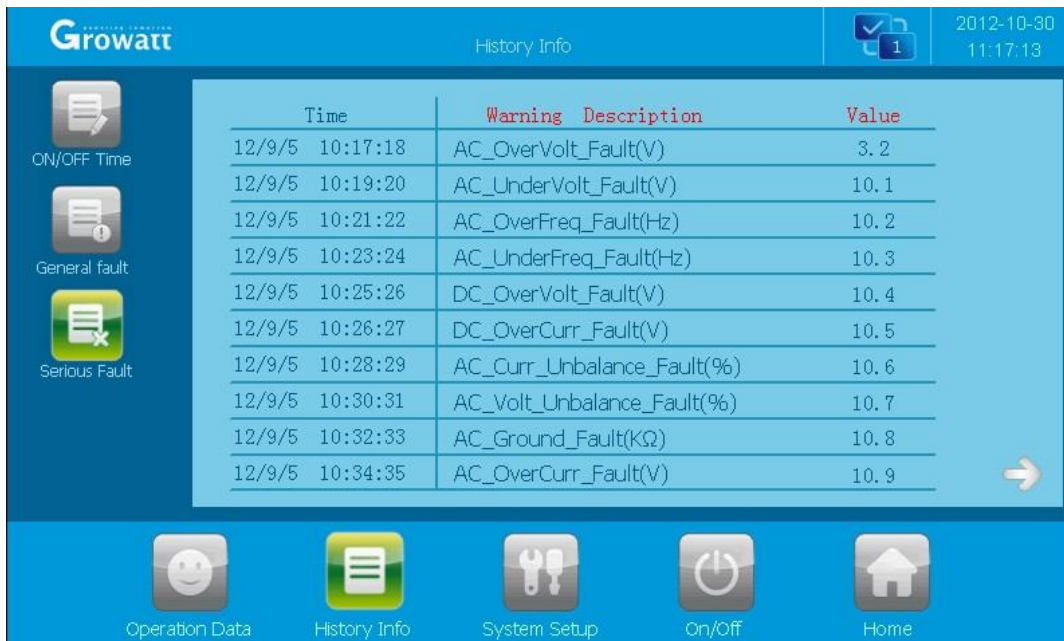 Growatt
History Info
1
2012-10-30
11:17:13
ON/OFF Time
General fault
Serious Fault
Time Warning Description Value
12/9/5 10:17:18 AC_OverVolt_Fault(V) 3.2
12/9/5 10:19:20 AC_UnderVolt_Fault(V) 10.1
12/9/5 10:21:22 AC_OverFreq_Fault(Hz) 10.2
12/9/5 10:23:24 AC_UnderFreq_Fault(Hz) 10.3
12/9/5 10:25:26 DC_OverVolt_Fault(V) 10.4
12/9/5 10:26:27 DC_OverCurr_Fault(V) 10.5
12/9/5 10:28:29 AC_Curr_Unbalance_Fault(%) 10.6
12/9/5 10:30:31 AC_Volt_Unbalance_Fault(%) 10.7
12/9/5 10:32:33 AC_Ground_Fault(KΩ) 10.8
12/9/5 10:34:35 AC_OverCurr_Fault(V) 10.9
Operation Data History Info System Setup On/Off Home